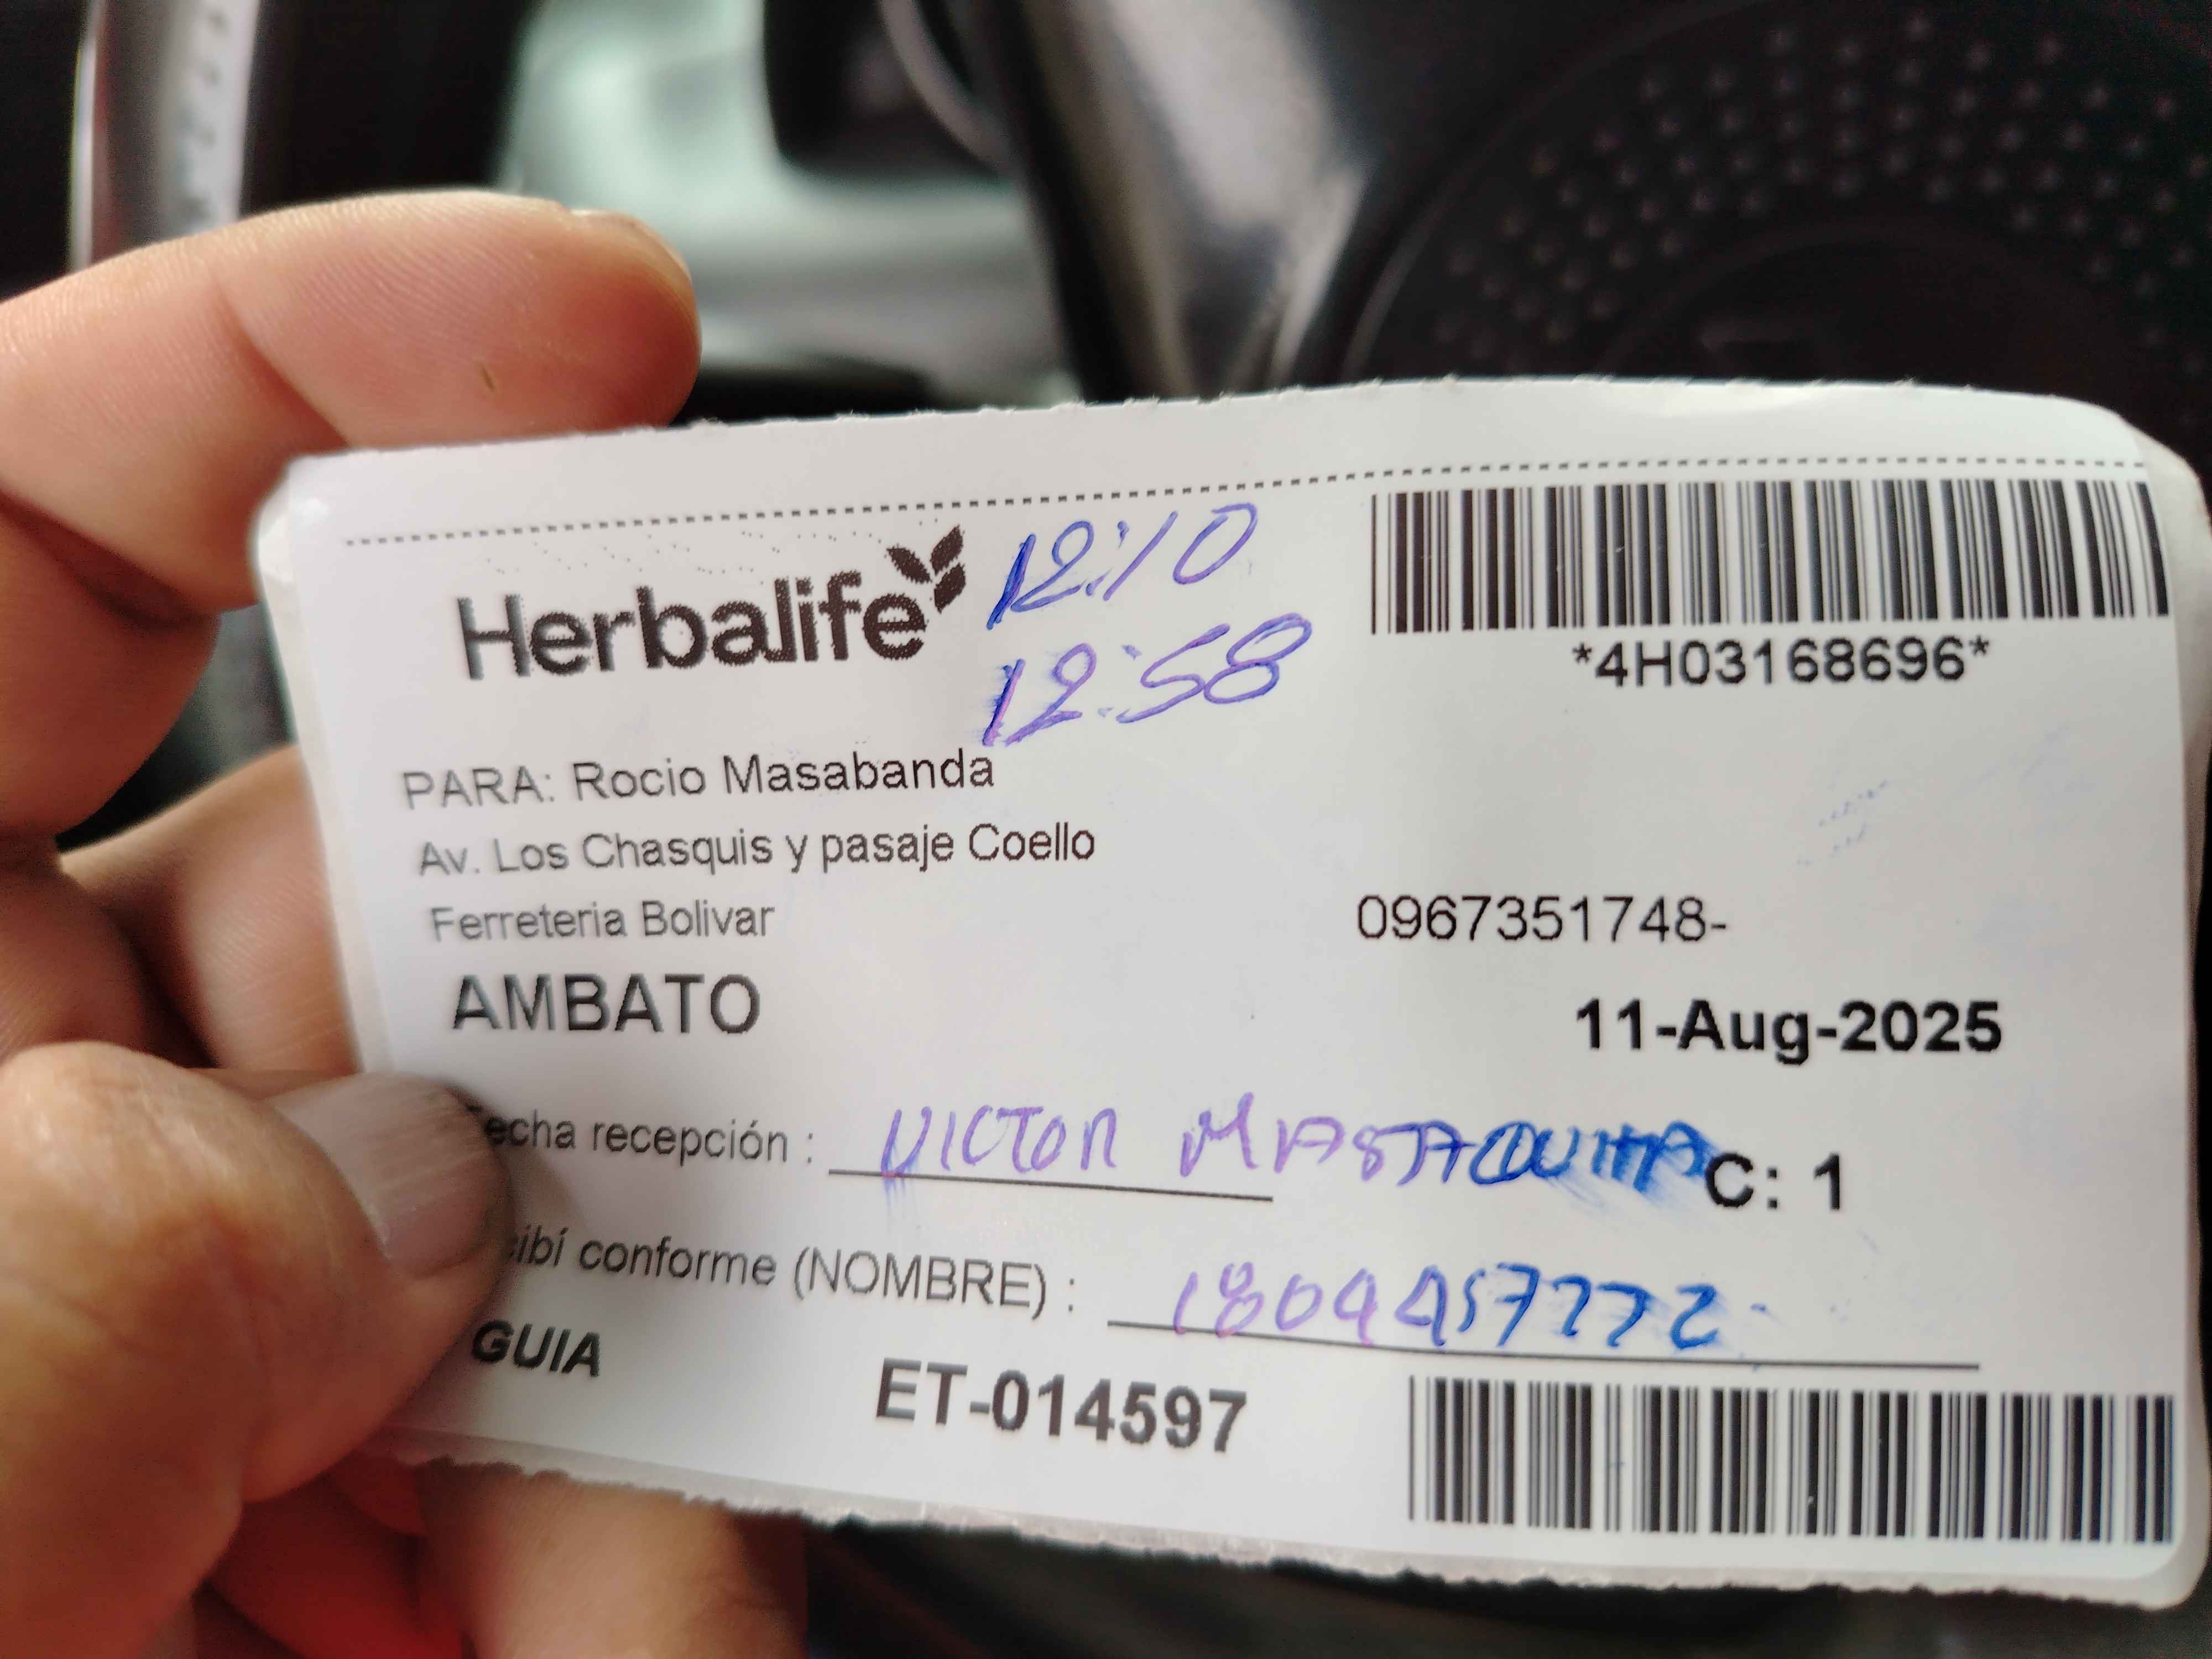 Herbalife
12:10
12:58
*4H03168696*
PARA: Rocio Masabanda
Av. Los Chasquis y pasaje Coello
Ferreteria Bolivar
0967351748-
AMBATO
11-Aug-2025
echa recepción : VICTOR
C: 1
cibí conforme (NOMBRE) :
GUIA ET-014597